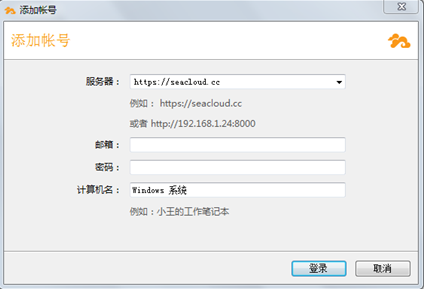 添加帐号
添加帐号
服务器： https://seacloud.cc
例如： https://seacloud.cc
或者 http://192.168.1.24:8000
邮箱：
密码：
计算机名： Windows 系统
例如：小王的工作笔记本
登录 取消